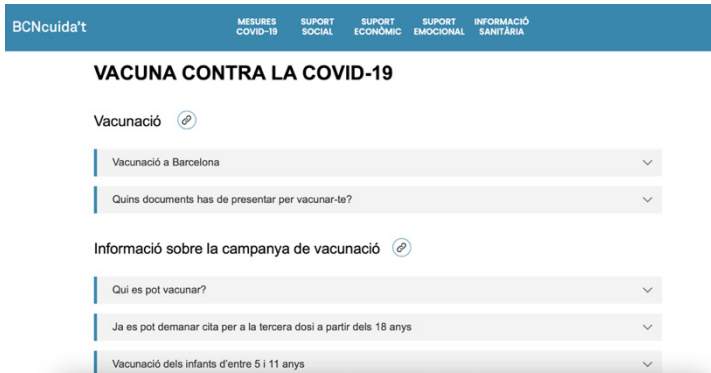 BCNcuida't
MESURES
COVID-19
SUPORT
SOCIAL
SUPORT
ECONÒMIC
SUPORT
EMOCIONAL
INFORMACIÓ
SANITÀRIA
VACUNA CONTRA LA COVID-19
Vacunació
Vacunació a Barcelona
Quins documents has de presentar per vacunar-te?
Informació sobre la campanya de vacunació
Qui es pot vacunar?
Ja es pot demanar cita per a la tercera dosi a partir dels 18 anys
Vacunació dels infants d'entre 5 i 11 anys